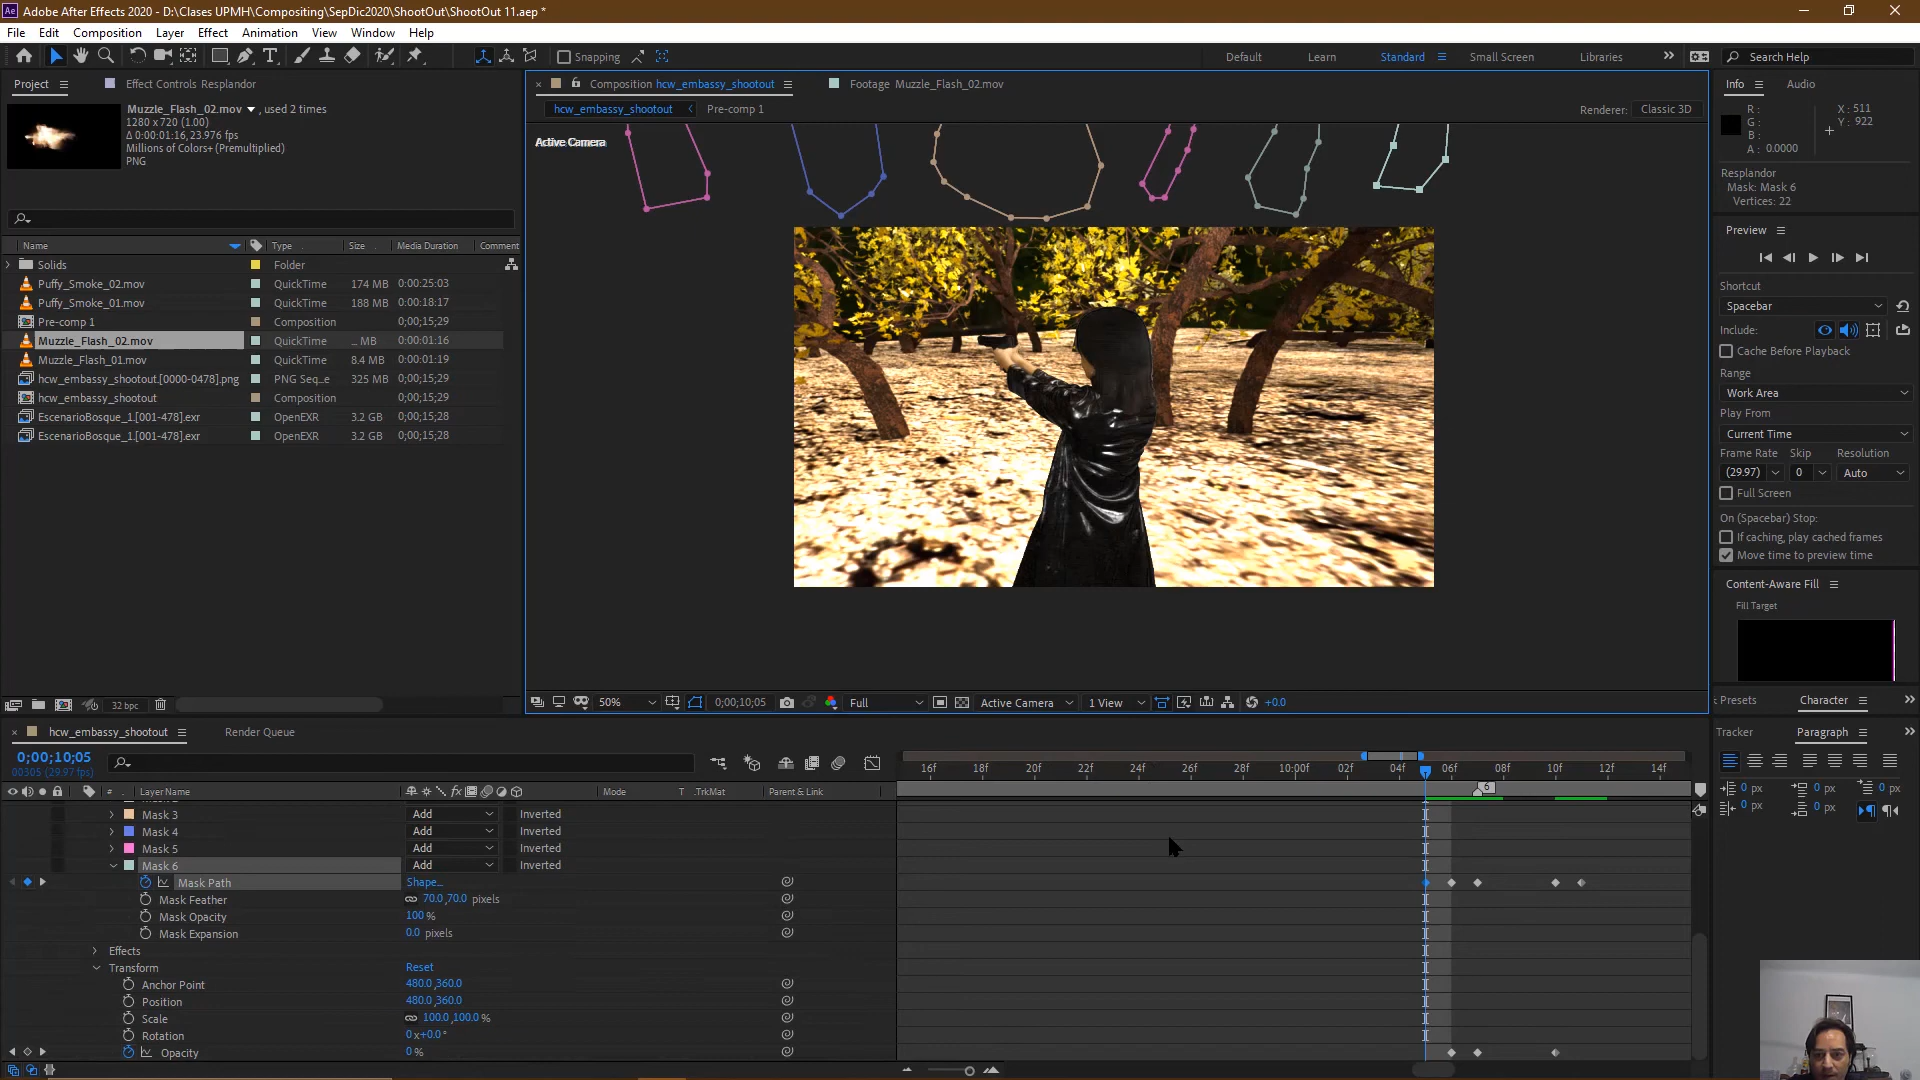 Adobe After Effects 2020 - D:\Clases UPMH\Compositing\SepDic2020\ShootOut\ShootOut 11.aep *
File Edit Composition Layer Effect Animation View Window Help
Snapping Default Learn Standard Small Screen Libraries Search Help
Project Effect Controls Resplandor
Muzzle_Flash_02.mov , used 2 times
1280 x 720 (1.00)
Δ 0:00:01:16, 23.976 fps
Millions of Colors+ (Premultiplied)
PNG
Name Type Size Media Duration Comment
Solids Folder
Puffy_Smoke_02.mov QuickTime 174 MB 0:00:25:03
Puffy_Smoke_01.mov QuickTime 188 MB 0:00:18:17
Pre-comp 1 Composition 0;00;15;29
Muzzle_Flash_02.mov QuickTime ... MB 0:00:01:16
Muzzle_Flash_01.mov QuickTime 8.4 MB 0:00:01:19
hcw_embassy_shootout.[0000-0478].png PNG Seq...e 325 MB 0;00;15;29
hcw_embassy_shootout Composition 0;00;15;29
EscenarioBosque_1.[001-478].exr OpenEXR 3.2 GB 0;00;15;28
EscenarioBosque_1.[001-478].exr OpenEXR 3.2 GB 0;00;15;28
32 bpc
Composition hcw_embassy_shootout Footage Muzzle_Flash_02.mov
hcw_embassy_shootout Pre-comp 1 Renderer: Classic 3D
Active Camera
50% 0;00;10;05 Full Active Camera 1 View +0.0
Info Audio
R : X : 511
G : Y : 922
B :
A : 0.0000
Resplandor
Mask: Mask 6
Vertices: 22
Preview
Shortcut
Spacebar
Include:
Cache Before Playback
Range
Work Area
Play From
Current Time
Frame Rate Skip Resolution
(29.97) 0 Auto
Full Screen
On (Spacebar) Stop:
If caching, play cached frames
Move time to preview time
Content-Aware Fill
Fill Target
Presets Character
Tracker Paragraph
0 px 0 px 0 px
0 px 0 px
hcw_embassy_shootout Render Queue
0;00;10;05
00305 (29.97 fps)
# Layer Name Mode T .TrkMat Parent & Link
16f 18f 20f 22f 24f 26f 28f 10:00f 02f 04f 06f 08f 10f 12f 14f
6
Mask 3 Add Inverted
Mask 4 Add Inverted
Mask 5 Add Inverted
Mask 6 Add Inverted
Mask Path Shape...
Mask Feather 70.0,70.0 pixels
Mask Opacity 100 %
Mask Expansion 0.0 pixels
Effects
Transform Reset
Anchor Point 480.0,360.0
Position 480.0,360.0
Scale 100.0,100.0 %
Rotation 0 x+0.0 °
Opacity 0 %